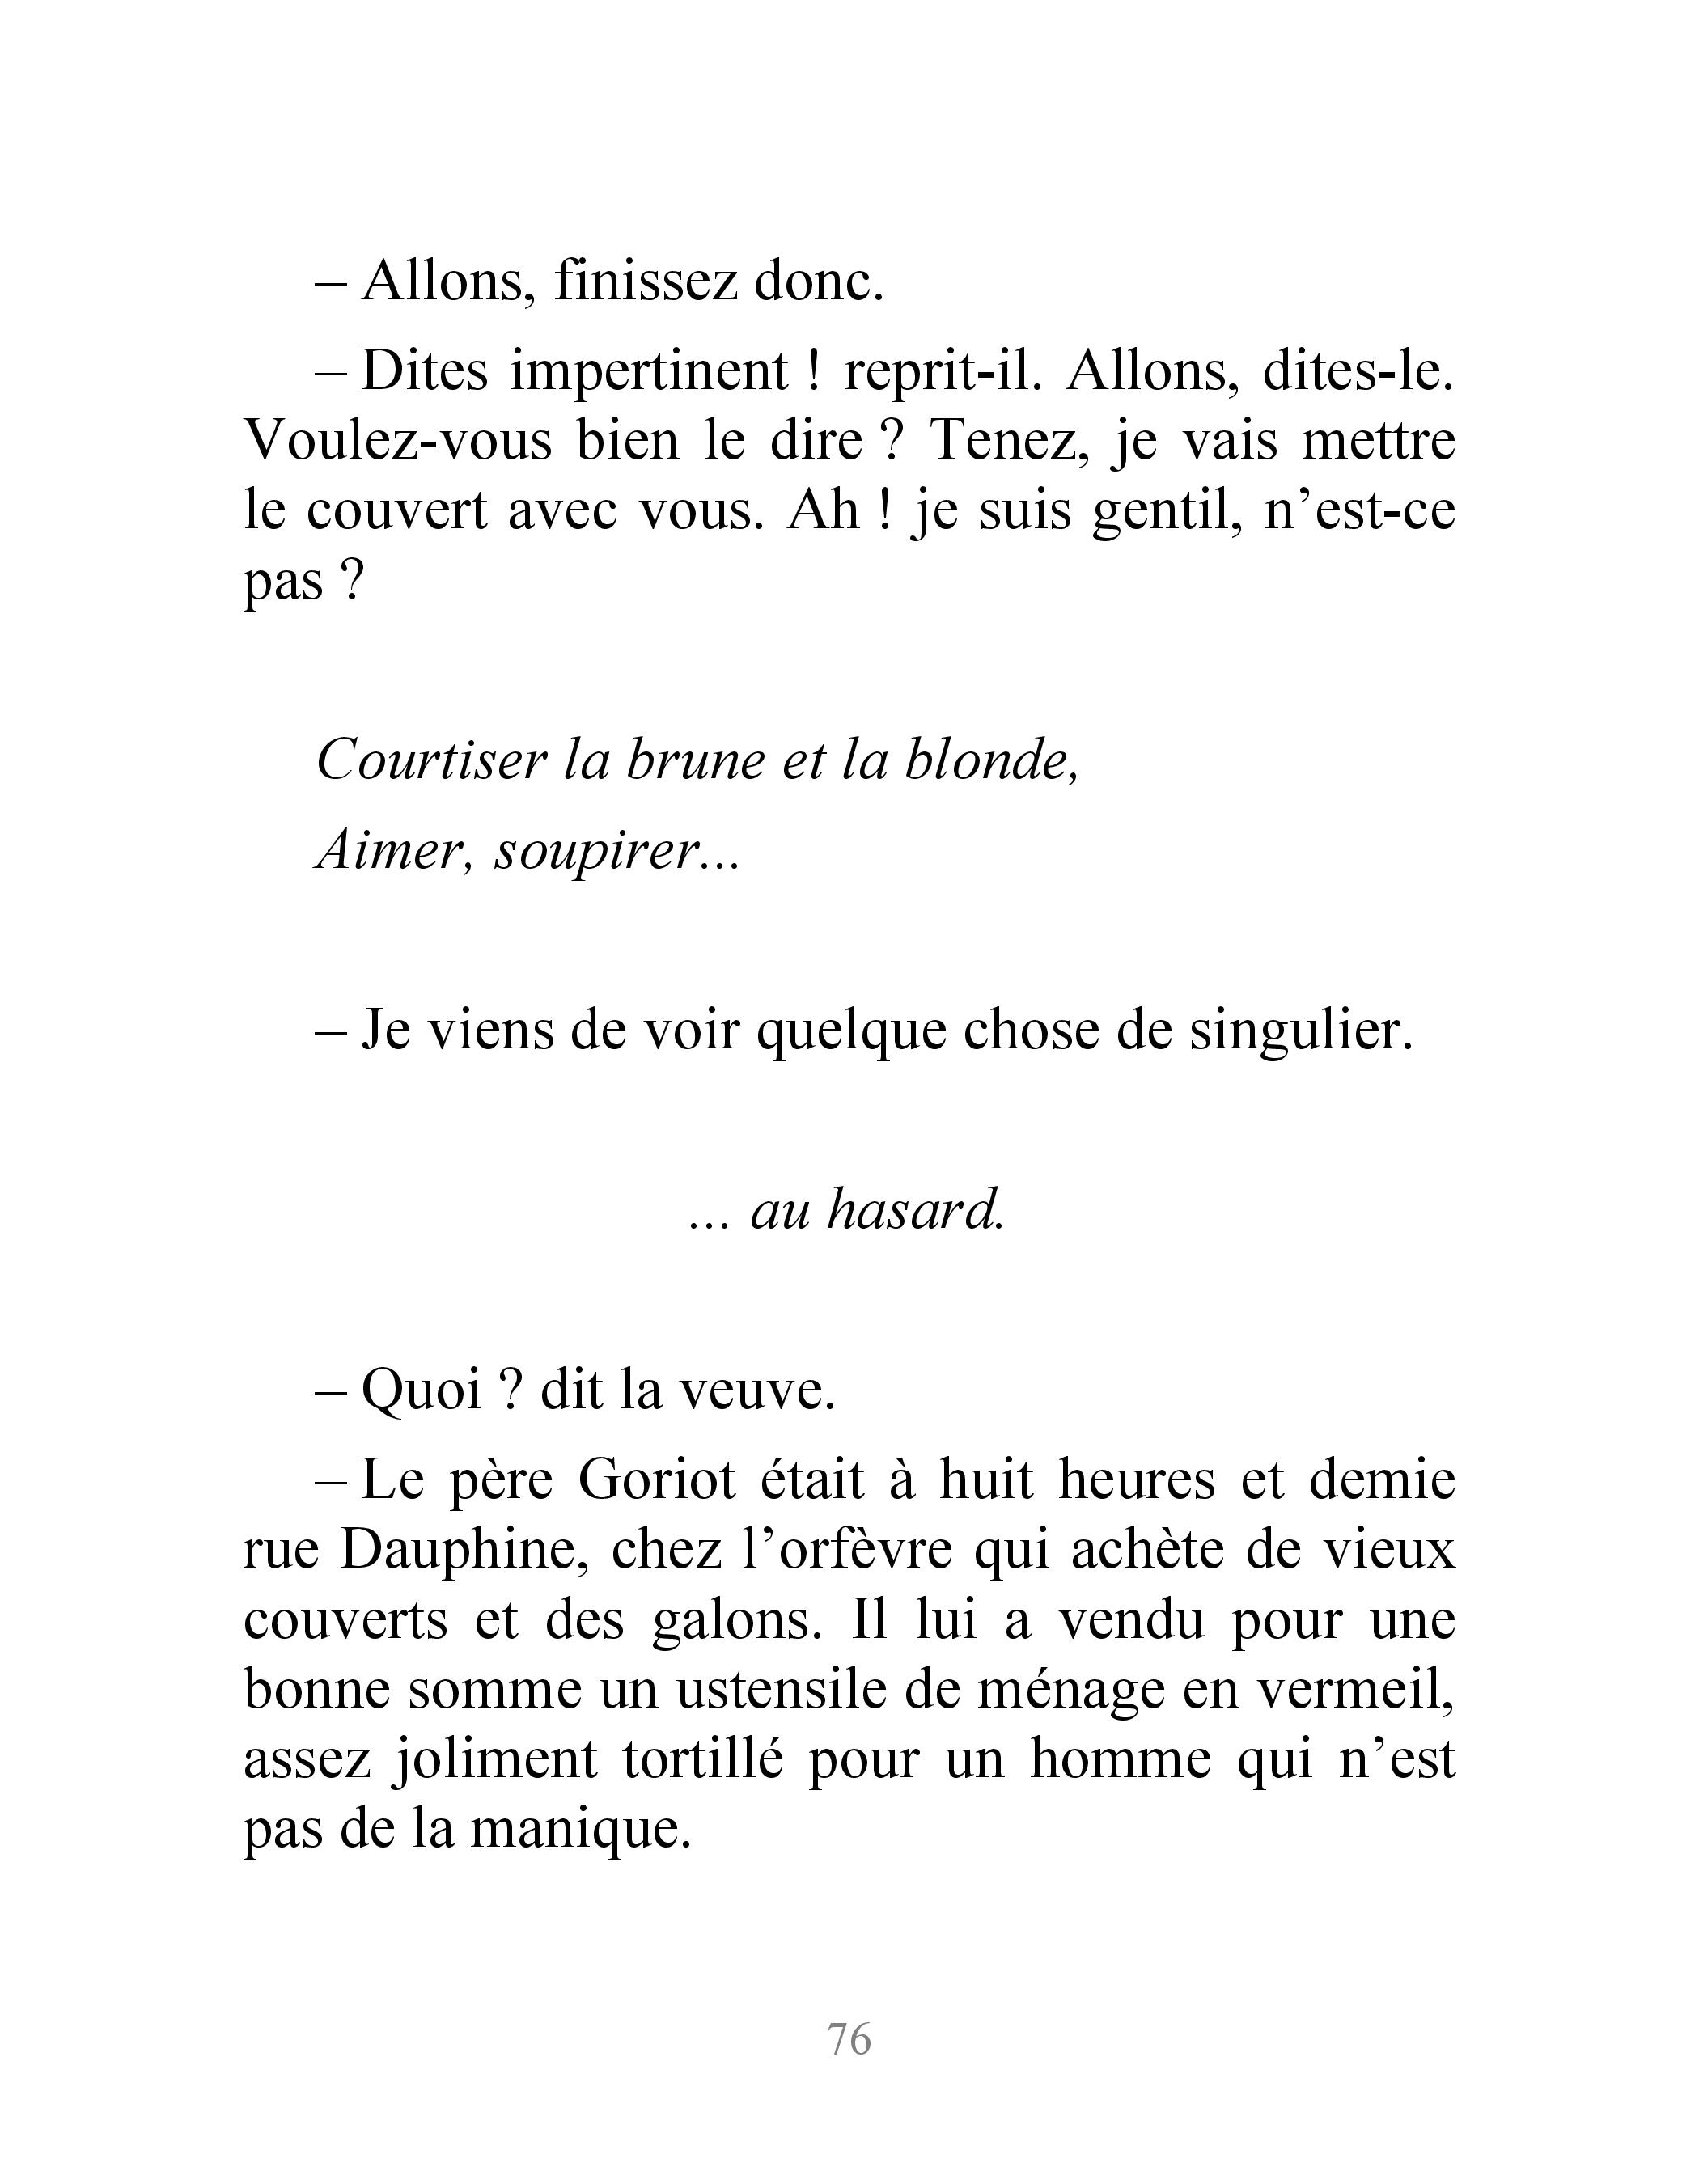 – Allons, finissez donc.
– Dites impertinent ! reprit-il. Allons, dites-le.
Voulez-vous bien le dire ? Tenez, je vais mettre
le couvert avec vous. Ah ! je suis gentil, n’est-ce
pas ?
Courtiser la brune et la blonde,
Aimer, soupirer...
– Je viens de voir quelque chose de singulier.
... au hasard.
– Quoi ? dit la veuve.
– Le père Goriot était à huit heures et demie
rue Dauphine, chez l’orfèvre qui achète de vieux
couverts et des galons. Il lui a vendu pour une
bonne somme un ustensile de ménage en vermeil,
assez joliment tortillé pour un homme qui n’est
pas de la manique.
76